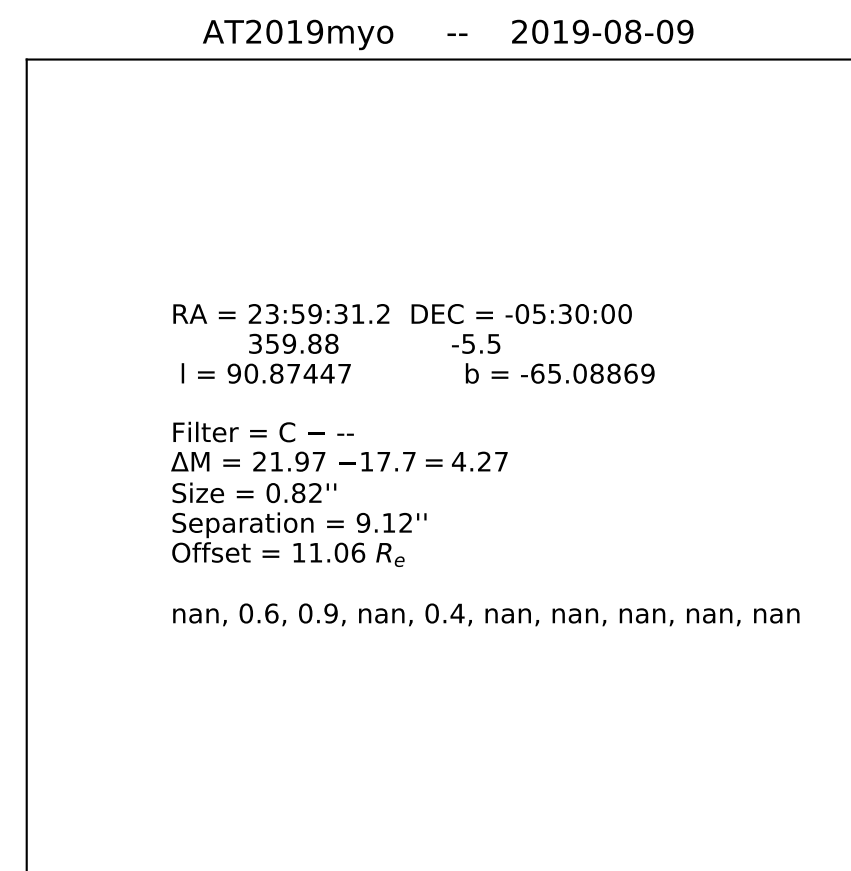 AT2019myo -- 2019-08-09
RA = 23:59:31.2 DEC = -05:30:00
359.88 -5.5
l = 90.87447 b = -65.08869
Filter = C − --
ΔM = 21.97 −17.7 = 4.27
Size = 0.82''
Separation = 9.12''
Offset = 11.06 Rₑ
nan, 0.6, 0.9, nan, 0.4, nan, nan, nan, nan, nan